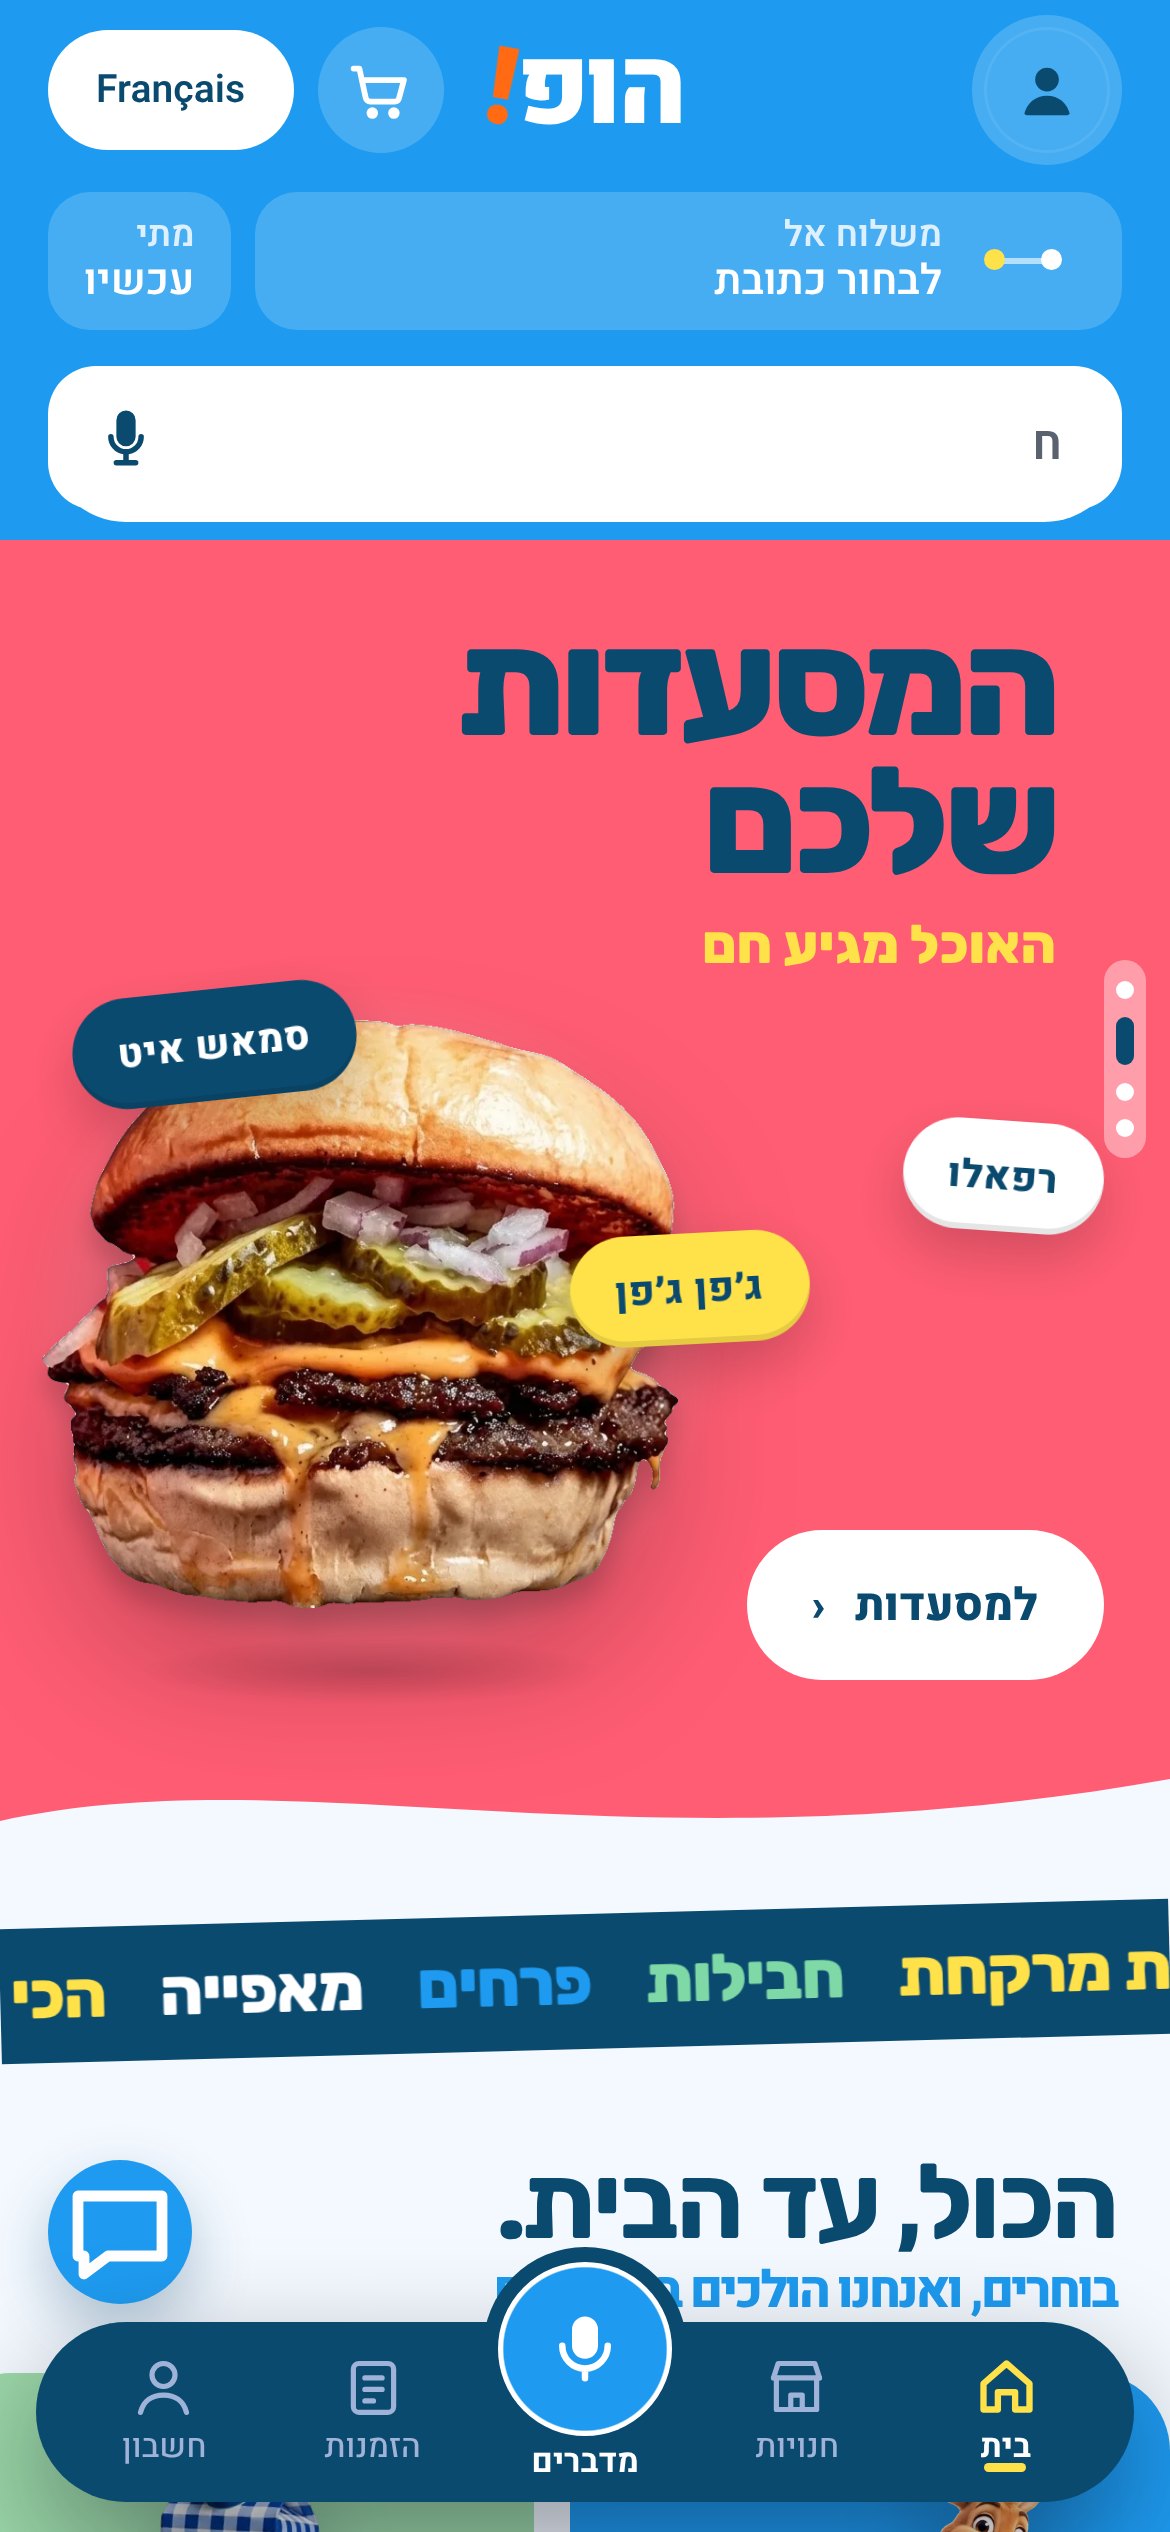 הופ!
Français
משלוח אל
לבחור כתובת
מתי
עכשיו
ח
המסעדות
שלכם
האוכל מגיע חם
סמאש איט
רפאלו
ג'פן ג'פן
למסעדות ‹
ת מרקחת חבילות פרחים מאפייה הכי
הכול, עד הבית.
בוחרים, ואנחנו הולכים
בית
חנויות
מדברים
הזמנות
חשבון